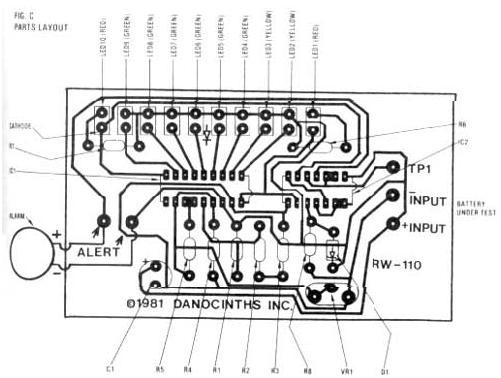 FIG. C
PARTS LAYOUT
LED10 (RED)
LED9 (GREEN)
LED8 (GREEN)
LED7 (GREEN)
LED6 (GREEN)
LED5 (GREEN)
LED4 (GREEN)
LED3 (YELLOW)
LED2 (YELLOW)
LED1 (RED)
CATHODE
R7
IC1
R6
IC2
TP1
INPUT
+INPUT
BATTERY
UNDER TEST
ALARM
+
ALERT
−
+
RW-110
©1981 DANOCINTHS INC.
C1
R5
R4
R1
R2
R3
R8
VR1
D1